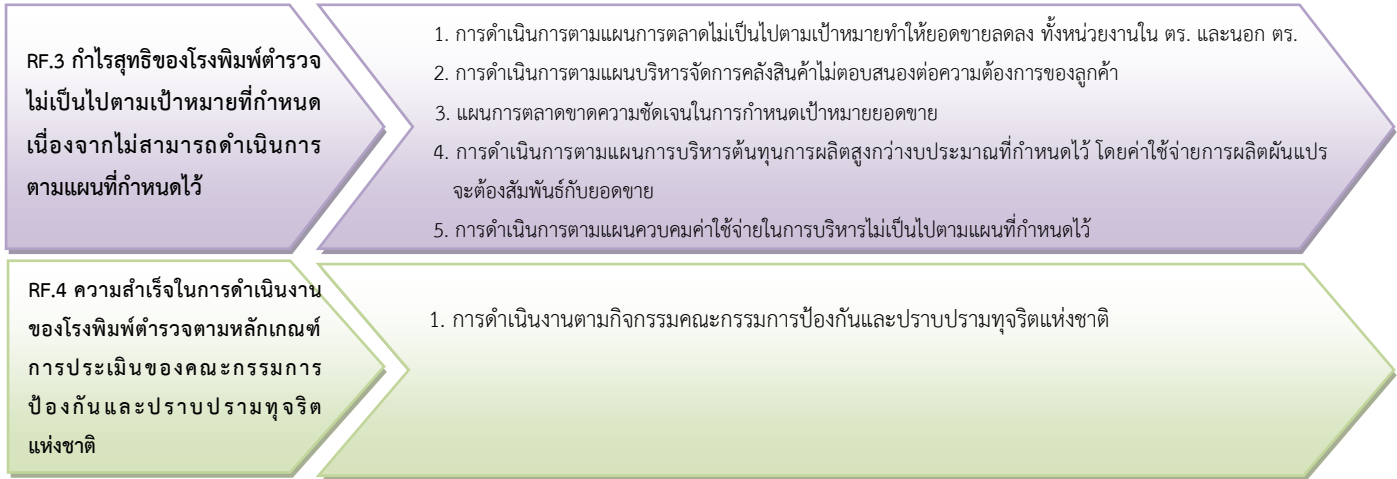 RF.3 กำไรสุทธิของโรงพิมพ์ตำรวจ
ไม่เป็นไปตามเป้าหมายที่กำหนด
เนื่องจากไม่สามารถดำเนินการ
ตามแผนที่กำหนดไว้
1. การดำเนินการตามแผนการตลาดไม่เป็นไปตามเป้าหมายทำให้ยอดขายลดลง ทั้งหน่วยงานใน ตร. และนอก ตร.
2. การดำเนินการตามแผนบริหารจัดการคลังสินค้าไม่ตอบสนองต่อความต้องการของลูกค้า
3. แผนการตลาดขาดความชัดเจนในการกำหนดเป้าหมายยอดขาย
4. การดำเนินการตามแผนการบริหารต้นทุนการผลิตสูงกว่างบประมาณที่กำหนดไว้ โดยค่าใช้จ่ายการผลิตผันแปร
จะต้องสัมพันธ์กับยอดขาย
5. การดำเนินการตามแผนควบคุมค่าใช้จ่ายในการบริหารไม่เป็นไปตามแผนที่กำหนดไว้
RF.4 ความสำเร็จในการดำเนินงาน
ของโรงพิมพ์ตำรวจตามหลักเกณฑ์
การประเมินของคณะกรรมการ
ป้องกันและปราบปรามทุจริต
แห่งชาติ
1. การดำเนินงานตามกิจกรรมคณะกรรมการป้องกันและปราบปรามทุจริตแห่งชาติ